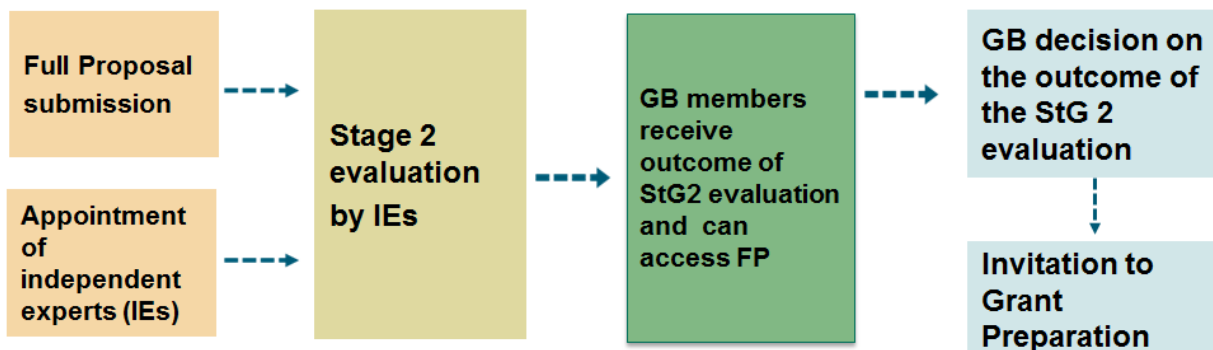 Full Proposal
submission
Appointment
of
independent
experts (IEs)
Stage 2
evaluation
by IEs
GB members
receive
outcome of
StG2 evaluation
and can
access FP
GB decision on
the outcome of
the StG 2
evaluation
Invitation to
Grant
Preparation